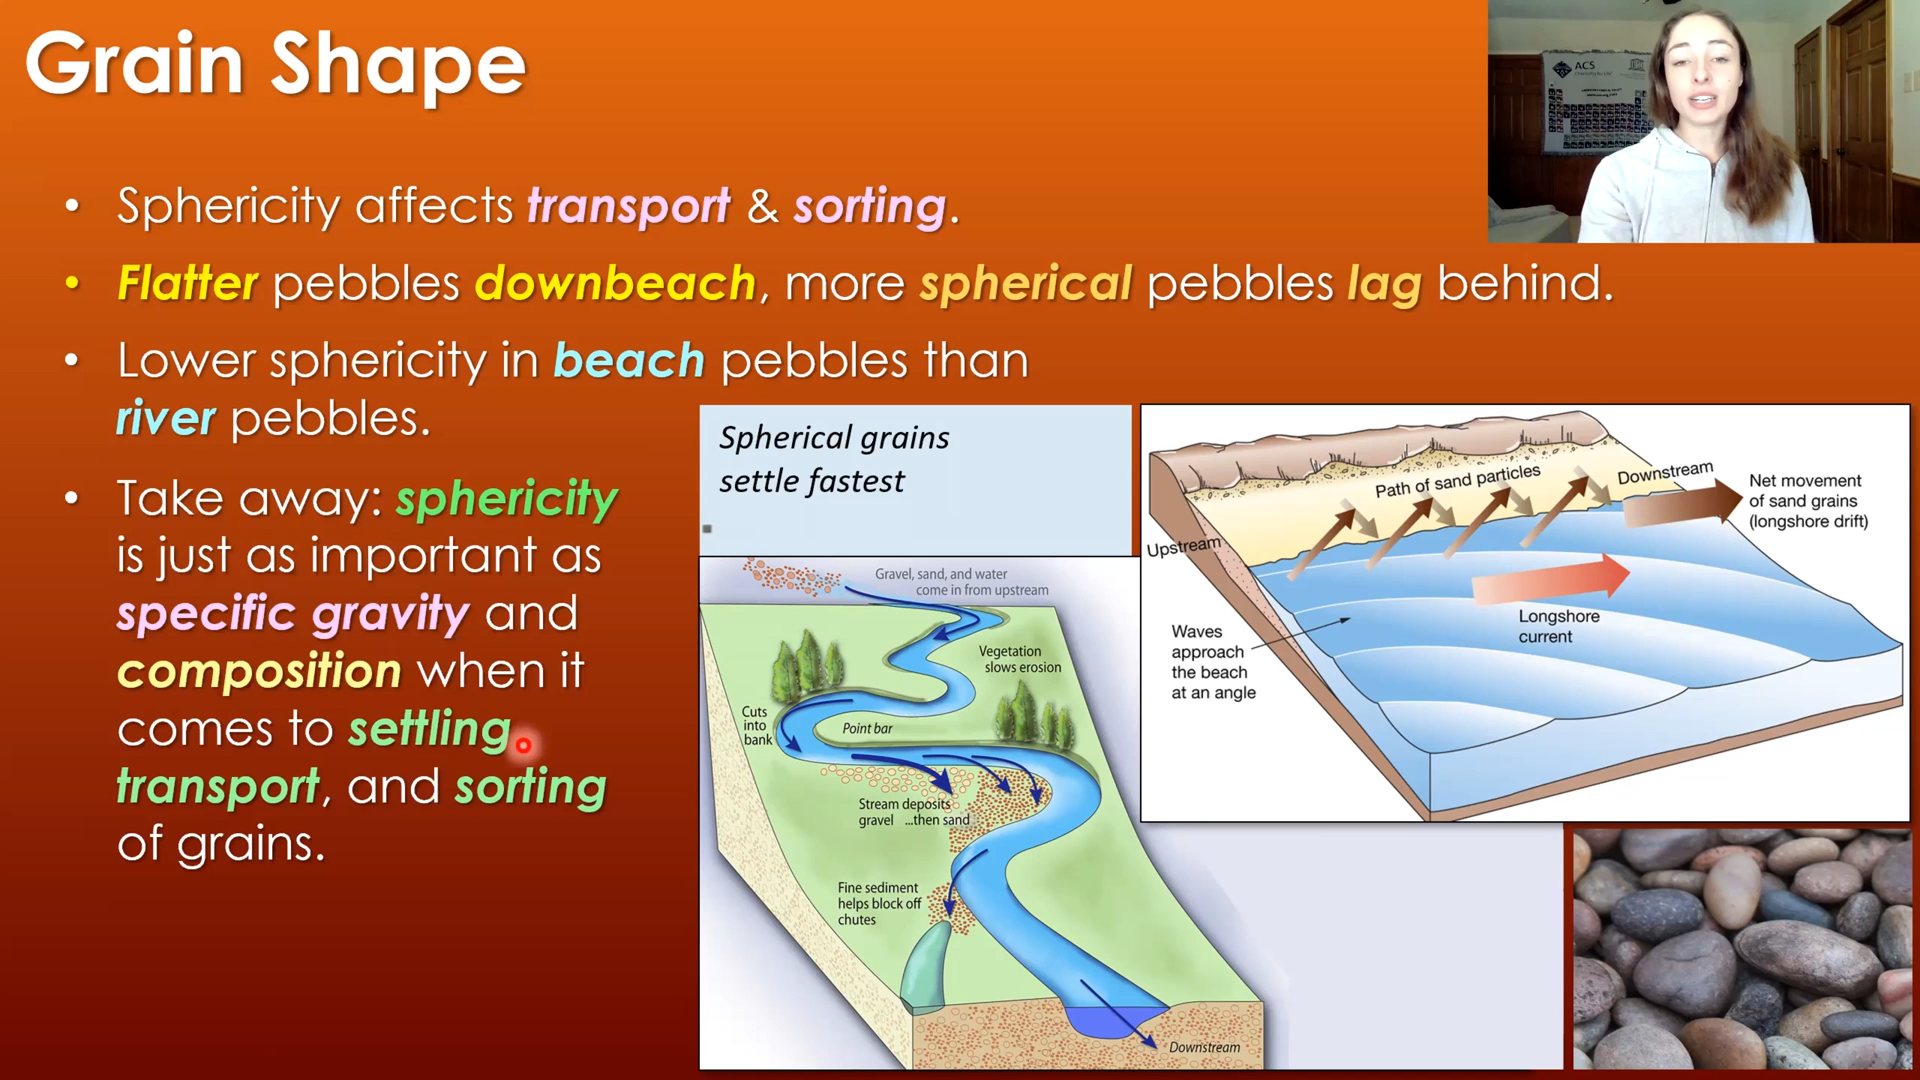 Grain Shape
ACS
• Sphericity affects transport & sorting.
• Flatter pebbles downbeach, more spherical pebbles lag behind.
• Lower sphericity in beach pebbles than
river pebbles.
• Take away: sphericity
is just as important as
specific gravity and
composition when it
comes to settling,
transport, and sorting
of grains.
Spherical grains
settle fastest
Gravel, sand, and water
come in from upstream
Vegetation
slows erosion
Cuts
into
bank
Point bar
Stream deposits
gravel ...then sand
Fine sediment
helps block off
chutes
Downstream
Path of sand particles
Downstream
Net movement
of sand grains
(longshore drift)
Upstream
Longshore
current
Waves
approach
the beach
at an angle